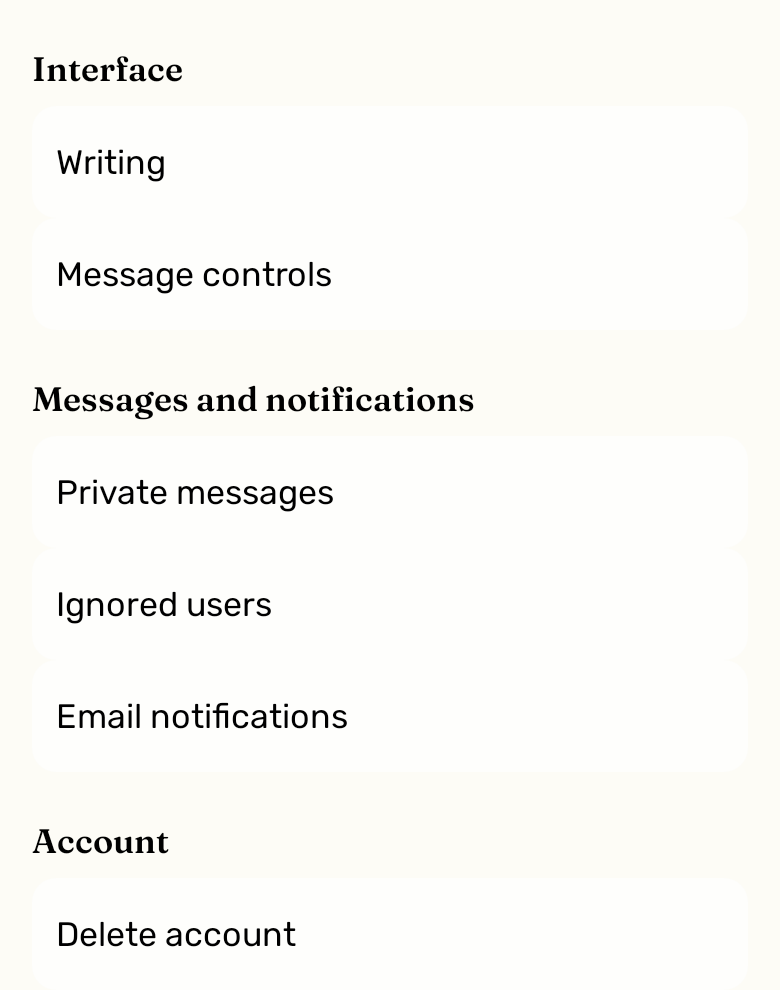 Interface
Writing
Message controls
Messages and notifications
Private messages
Ignored users
Email notifications
Account
Delete account